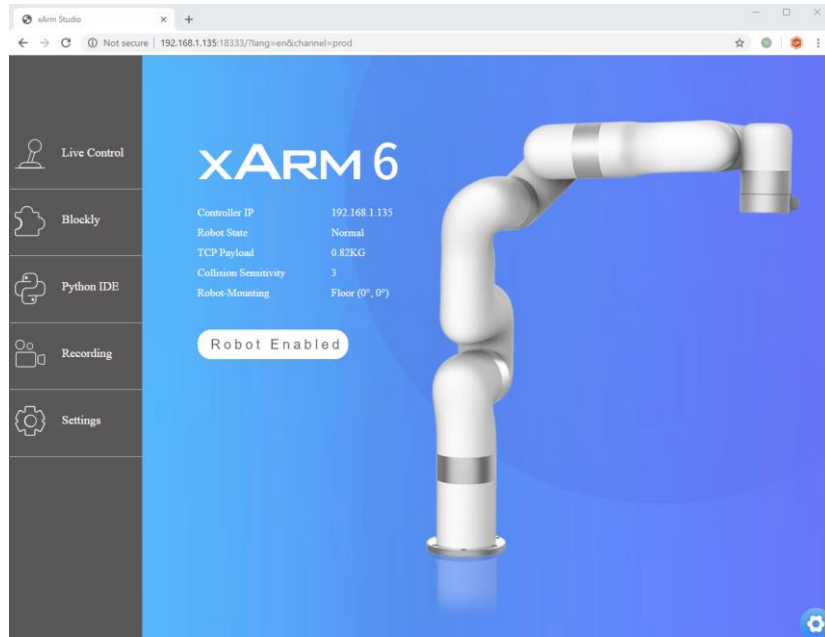 xArm Studio
Not secure | 192.168.1.135:18333/?lang=en&channel=prod
Live Control
Blockly
Python IDE
Recording
Settings
XARM 6
Controller IP 192.168.1.135
Robot State Normal
TCP Payload 0.82KG
Collision Sensitivity 3
Robot-Mounting Floor (0°, 0°)
Robot Enabled